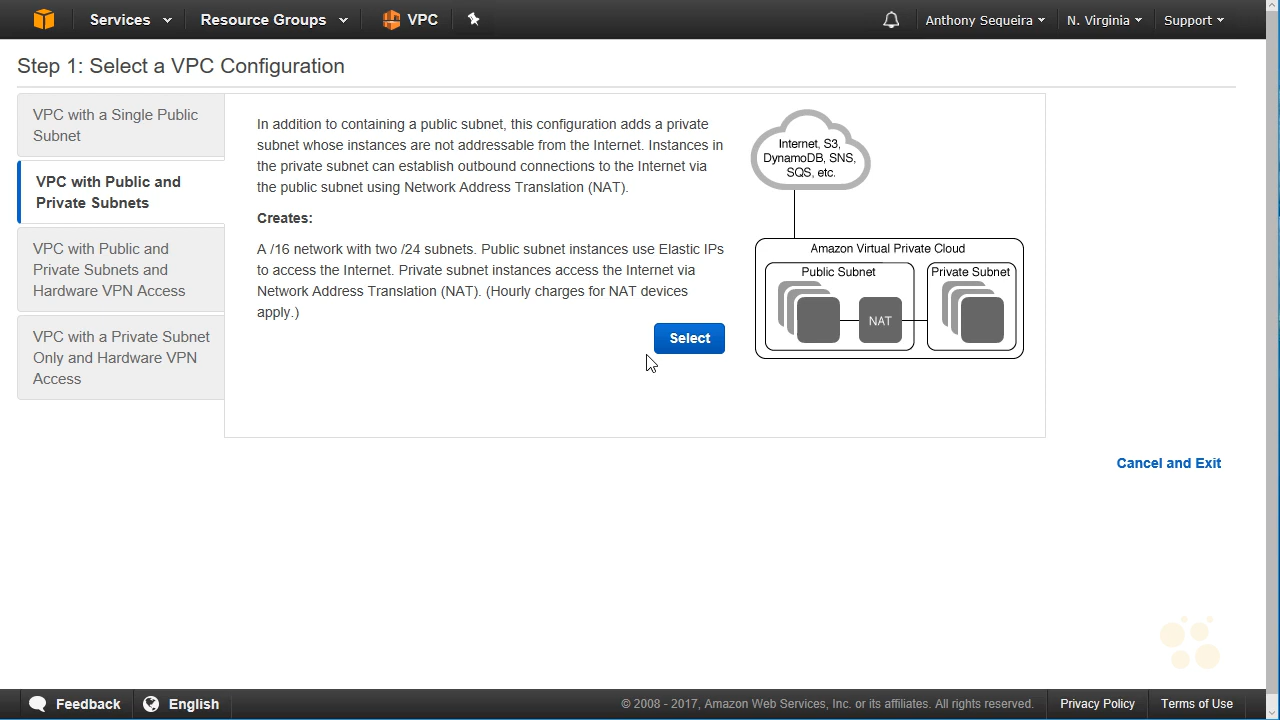 Services
Resource Groups
VPC
Anthony Sequeira
N. Virginia
Support
Step 1: Select a VPC Configuration
VPC with a Single Public
Subnet
VPC with Public and
Private Subnets
VPC with Public and
Private Subnets and
Hardware VPN Access
VPC with a Private Subnet
Only and Hardware VPN
Access
In addition to containing a public subnet, this configuration adds a private
subnet whose instances are not addressable from the Internet. Instances in
the private subnet can establish outbound connections to the Internet via
the public subnet using Network Address Translation (NAT).
Creates:
A /16 network with two /24 subnets. Public subnet instances use Elastic IPs
to access the Internet. Private subnet instances access the Internet via
Network Address Translation (NAT). (Hourly charges for NAT devices
apply.)
Select
Internet, S3,
DynamoDB, SNS,
SQS, etc.
Amazon Virtual Private Cloud
Public Subnet
Private Subnet
NAT
Cancel and Exit
Feedback
English
© 2008 - 2017, Amazon Web Services, Inc. or its affiliates. All rights reserved.
Privacy Policy
Terms of Use